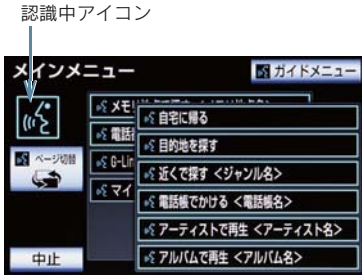 認識中アイコン
メインメニュー
ガイドメニュー
メモリ
電話
G-Lin
マイ
ページ切替
中止
自宅に帰る
目的地を探す
近くで探す <ジャンル名>
電話帳でかける <電話帳名>
アーティストで再生 <アーティスト名>
アルバムで再生 <アルバム名>